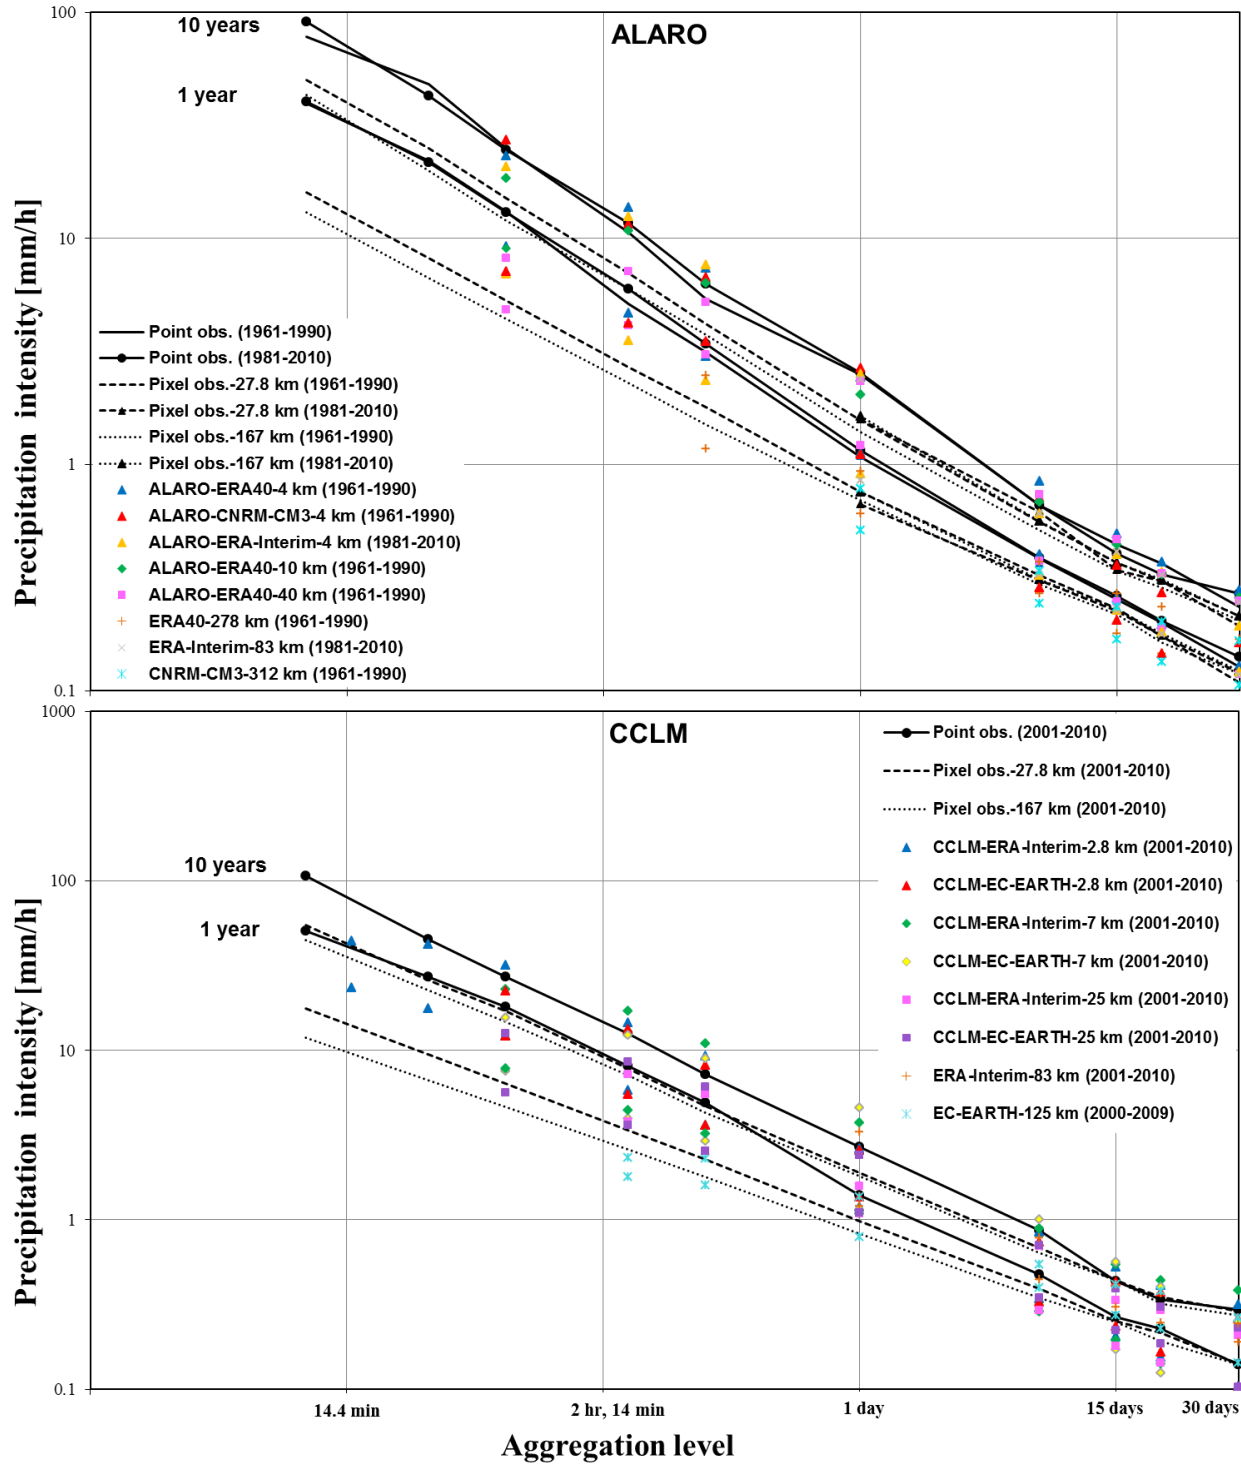 100
10 years
ALARO
1 year
10
Precipitation intensity [mm/h]
Point obs. (1961-1990)
Point obs. (1981-2010)
Pixel obs.-27.8 km (1961-1990)
Pixel obs.-27.8 km (1981-2010)
Pixel obs.-167 km (1961-1990)
Pixel obs.-167 km (1981-2010)
1
ALARO-ERA40-4 km (1961-1990)
ALARO-CNRM-CM3-4 km (1961-1990)
ALARO-ERA-Interim-4 km (1981-2010)
ALARO-ERA40-10 km (1961-1990)
ALARO-ERA40-40 km (1961-1990)
ERA40-278 km (1961-1990)
ERA-Interim-83 km (1981-2010)
CNRM-CM3-312 km (1961-1990)
0.1
1000
CCLM
Point obs. (2001-2010)
Pixel obs.-27.8 km (2001-2010)
Pixel obs.-167 km (2001-2010)
CCLM-ERA-Interim-2.8 km (2001-2010)
CCLM-EC-EARTH-2.8 km (2001-2010)
CCLM-ERA-Interim-7 km (2001-2010)
CCLM-EC-EARTH-7 km (2001-2010)
CCLM-ERA-Interim-25 km (2001-2010)
CCLM-EC-EARTH-25 km (2001-2010)
ERA-Interim-83 km (2001-2010)
EC-EARTH-125 km (2000-2009)
10 years
100
1 year
Precipitation intensity [mm/h]
10
1
0.1
14.4 min
2 hr, 14 min
1 day
15 days
30 days
Aggregation level